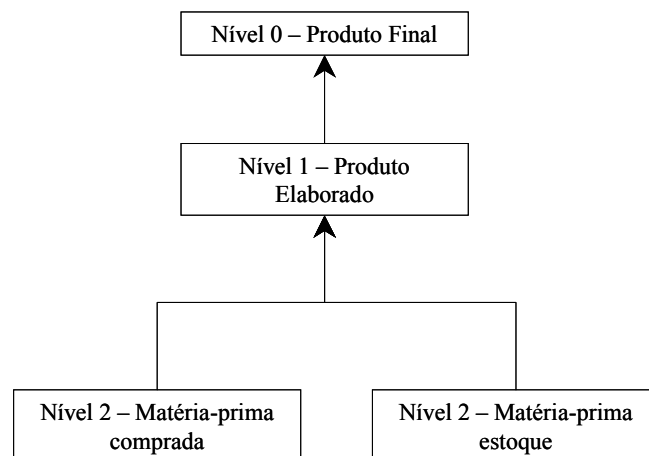 Nível 0 – Produto Final
Nível 1 – Produto
Elaborado
Nível 2 – Matéria-prima
comprada
Nível 2 – Matéria-prima
estoque